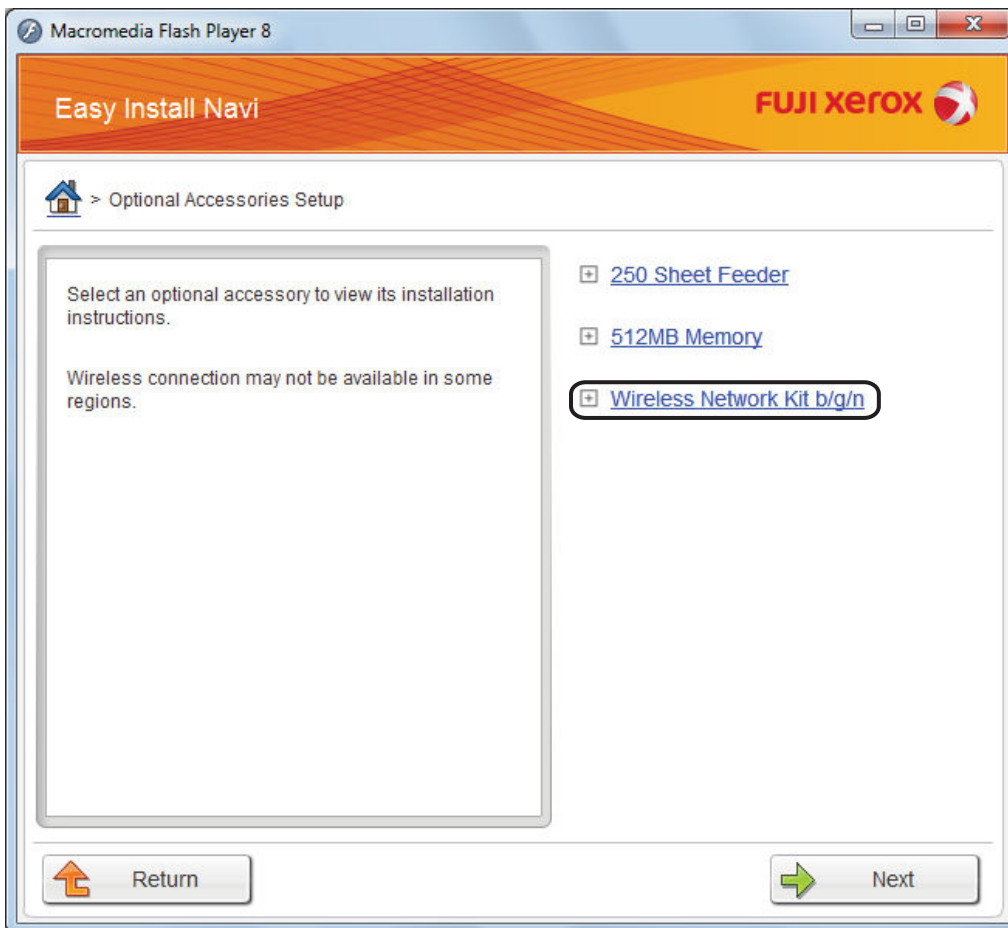 Macromedia Flash Player 8
Easy Install Navi
FUJI xerox
> Optional Accessories Setup
Select an optional accessory to view its installation
instructions.
Wireless connection may not be available in some
regions.
250 Sheet Feeder
512MB Memory
Wireless Network Kit b/g/n
Return
Next